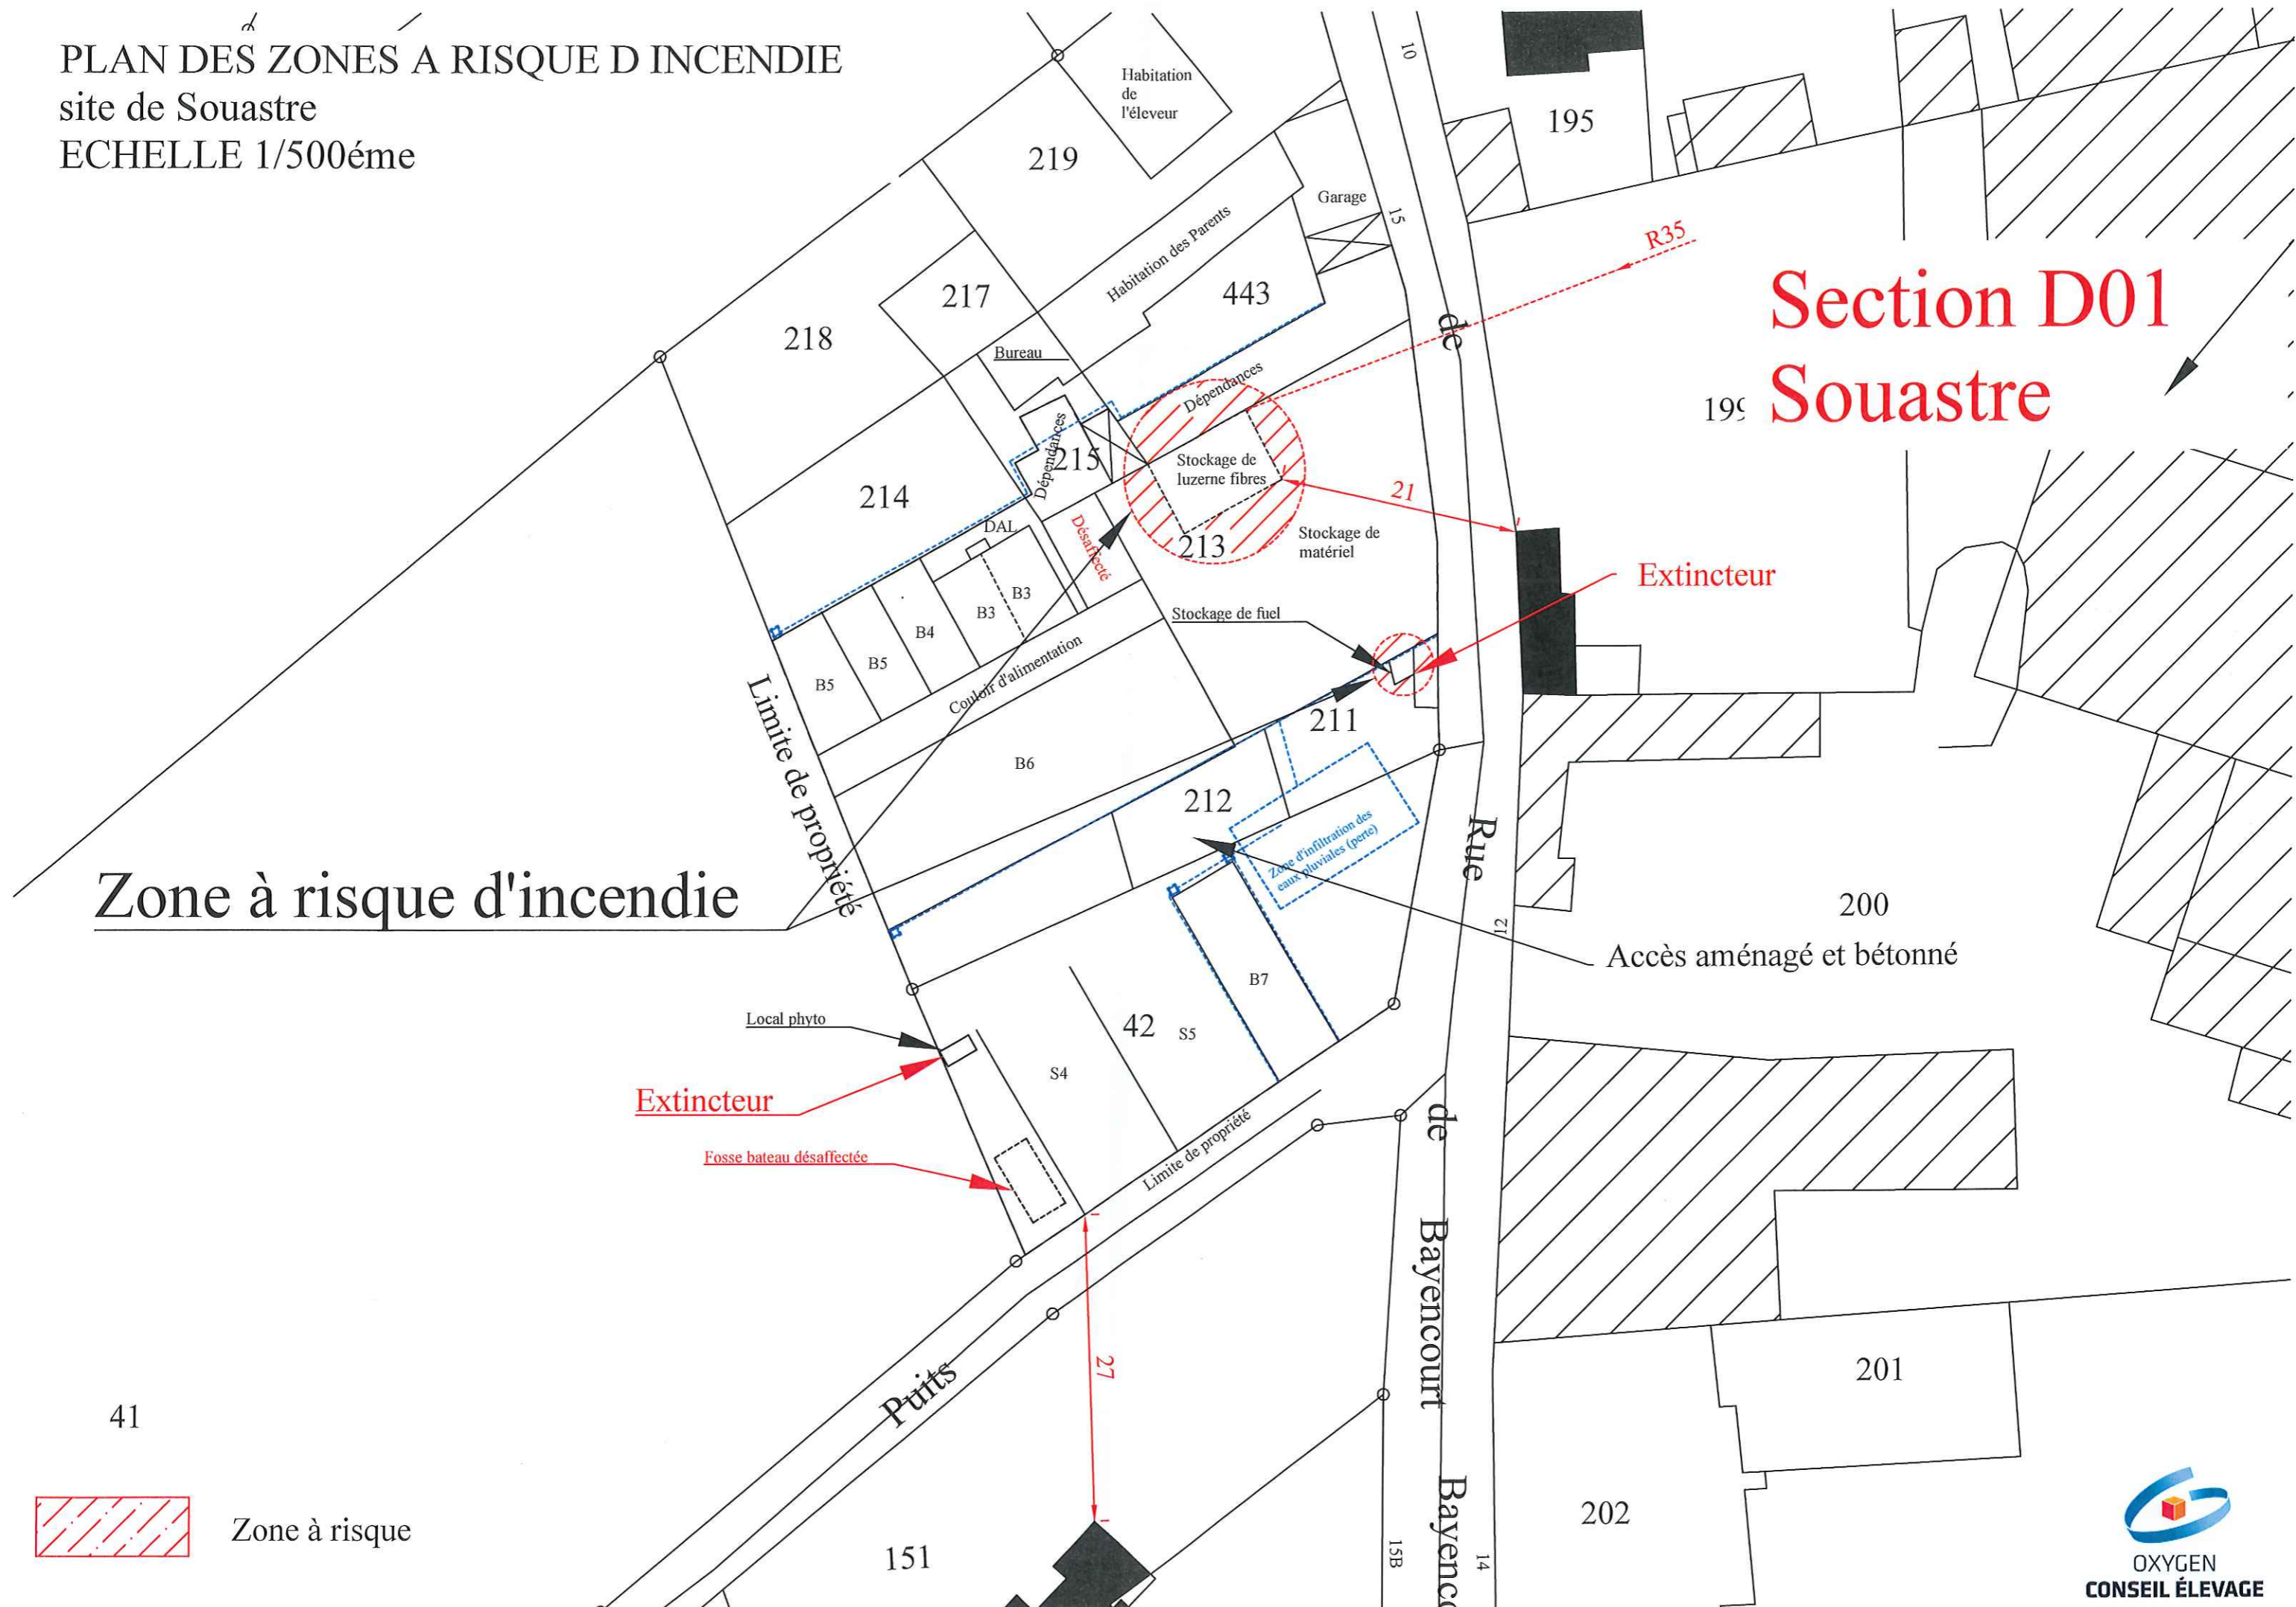 PLAN DES ZONES A RISQUE D INCENDIE
site de Souastre
ECHELLE 1/500éme
Habitation
de
l'éleveur
219
10
195
Garage
15
Habitation des Parents
R35
217
443
218
de
Section D01
Souastre
Bureau
Dépendances
Dépendances
215
214
Stockage de
luzerne fibres
21
DAL
Désaffecté
213
Stockage de
matériel
Extincteur
B3
B3
B4
B5
B5
Stockage de fuel
Couloir d'alimentation
Limite de propriété
211
B6
212
Zone d'infiltration des
eaux pluviales (perte)
Rue
Zone à risque d'incendie
200
12
Accès aménagé et bétonné
B7
Local phyto
42
S5
S4
Extincteur
Fosse bateau désaffectée
Limite de propriété
de
Bayencourt
27
Puits
201
41
202
Zone à risque
151
15B
14
OXYGEN
CONSEIL ÉLEVAGE